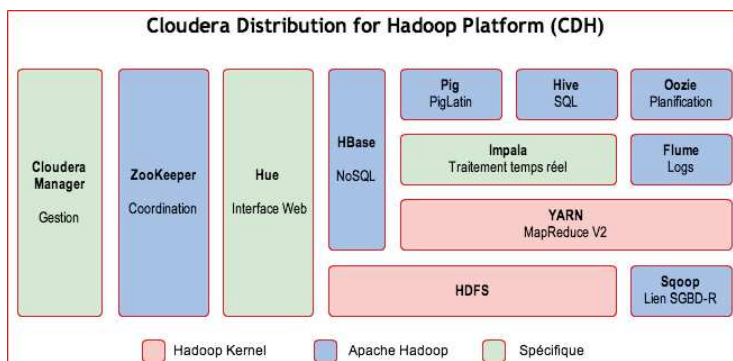 Cloudera Distribution for Hadoop Platform (CDH)
Cloudera
Manager
Gestion
ZooKeeper
Coordination
Hue
Interface Web
HBase
NoSQL
Pig
PigLatin
Hive
SQL
Oozie
Planification
Impala
Traitement temps réel
Flume
Logs
YARN
MapReduce V2
HDFS
Sqoop
Lien SGBD-R
Hadoop Kernel
Apache Hadoop
Spécifique